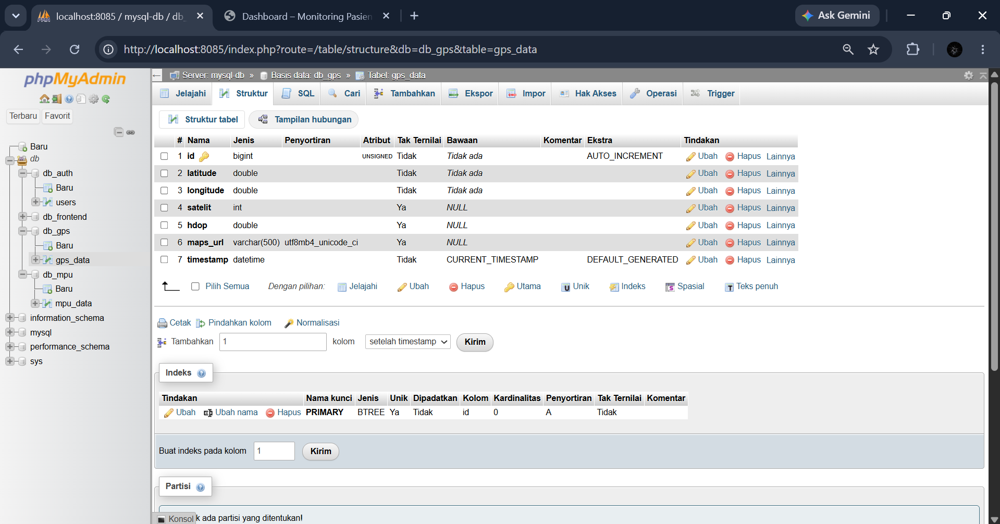 localhost:8085 / mysql-db / db_
Dashboard – Monitoring Pasien
Ask Gemini
http://localhost:8085/index.php?route=/table/structure&db=db_gps&table=gps_data
phpMyAdmin
Terbaru Favorit
Baru
db
db_auth
Baru
users
db_frontend
db_gps
Baru
gps_data
db_mpu
Baru
mpu_data
information_schema
mysql
performance_schema
sys
Server: mysql-db » Basis data: db_gps » Tabel: gps_data
Jelajahi Struktur SQL Cari Tambahkan Ekspor Impor Hak Akses Operasi Trigger
Struktur tabel Tampilan hubungan
# Nama Jenis Penyortiran Atribut Tak Ternilai Bawaan Komentar Ekstra Tindakan
1 id bigint UNSIGNED Tidak Tidak ada AUTO_INCREMENT Ubah Hapus Lainnya
2 latitude double Tidak Tidak ada Ubah Hapus Lainnya
3 longitude double Tidak Tidak ada Ubah Hapus Lainnya
4 satelit int Ya NULL Ubah Hapus Lainnya
5 hdop double Ya NULL Ubah Hapus Lainnya
6 maps_url varchar(500) utf8mb4_unicode_ci Ya NULL Ubah Hapus Lainnya
7 timestamp datetime Tidak CURRENT_TIMESTAMP DEFAULT_GENERATED Ubah Hapus Lainnya
Pilih Semua Dengan pilihan: Jelajahi Ubah Hapus Utama Unik Indeks Spasial Teks penuh
Cetak Pindahkan kolom Normalisasi
Tambahkan 1 kolom setelah timestamp Kirim
Indeks
Tindakan Nama kunci Jenis Unik Dipadatkan Kolom Kardinalitas Penyortiran Tak Ternilai Komentar
Ubah Ubah nama Hapus PRIMARY BTREE Ya Tidak id 0 A Tidak
Buat indeks pada kolom 1 Kirim
Partisi
Konsol k ada partisi yang ditentukan!